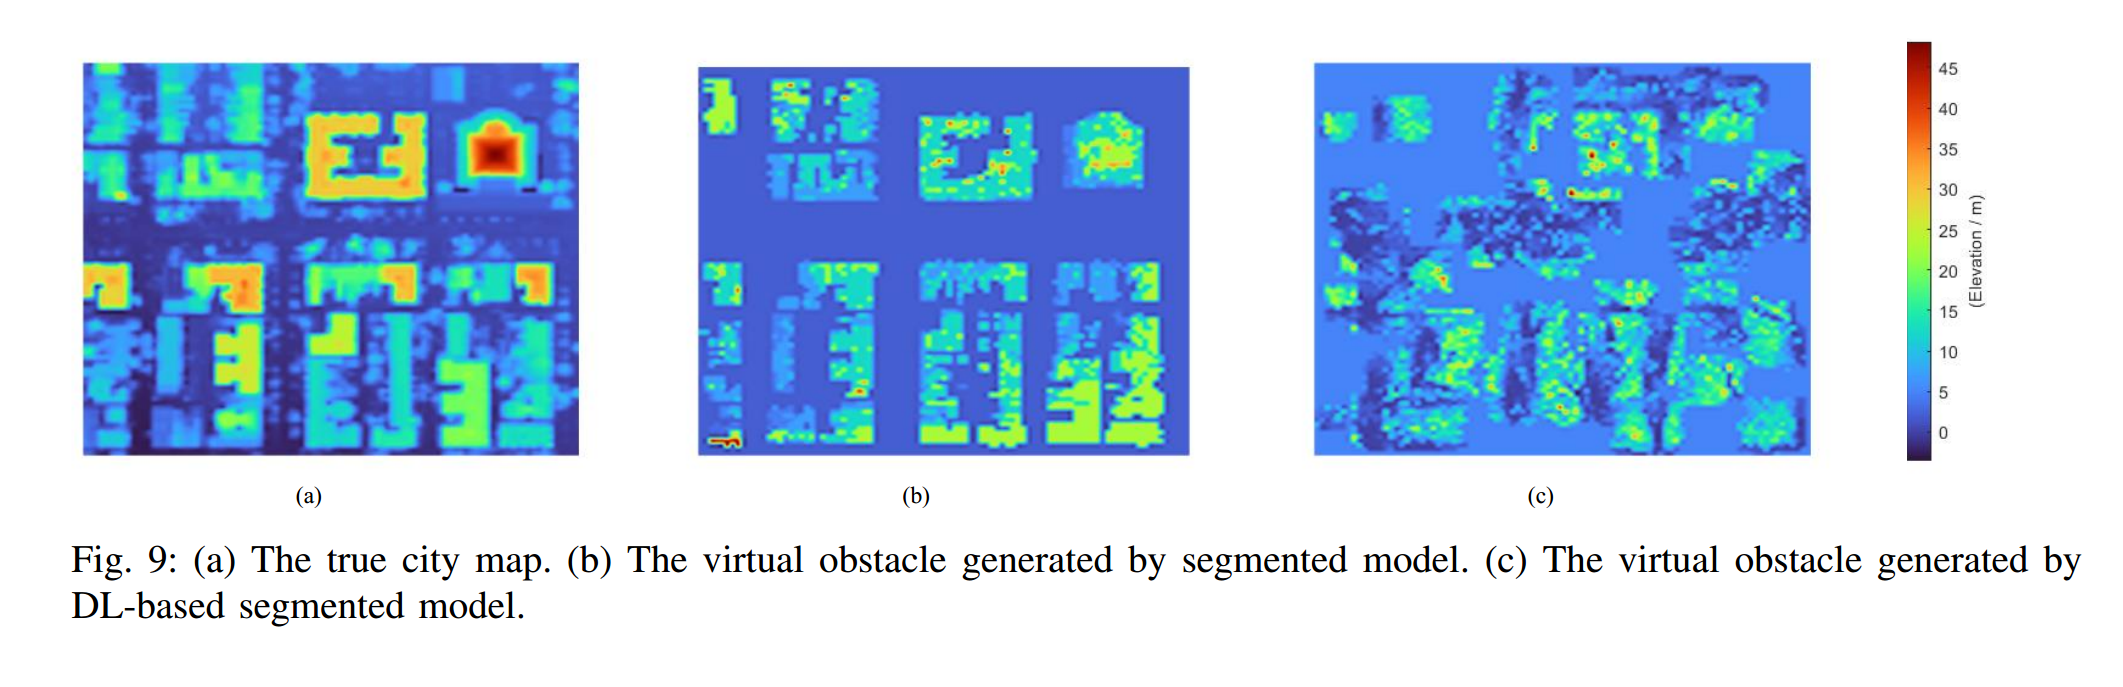 45
40
35
30
25
20
15
10
5
0
(Elevation / m)
(a)
(b)
(c)
Fig. 9: (a) The true city map. (b) The virtual obstacle generated by segmented model. (c) The virtual obstacle generated by
DL-based segmented model.